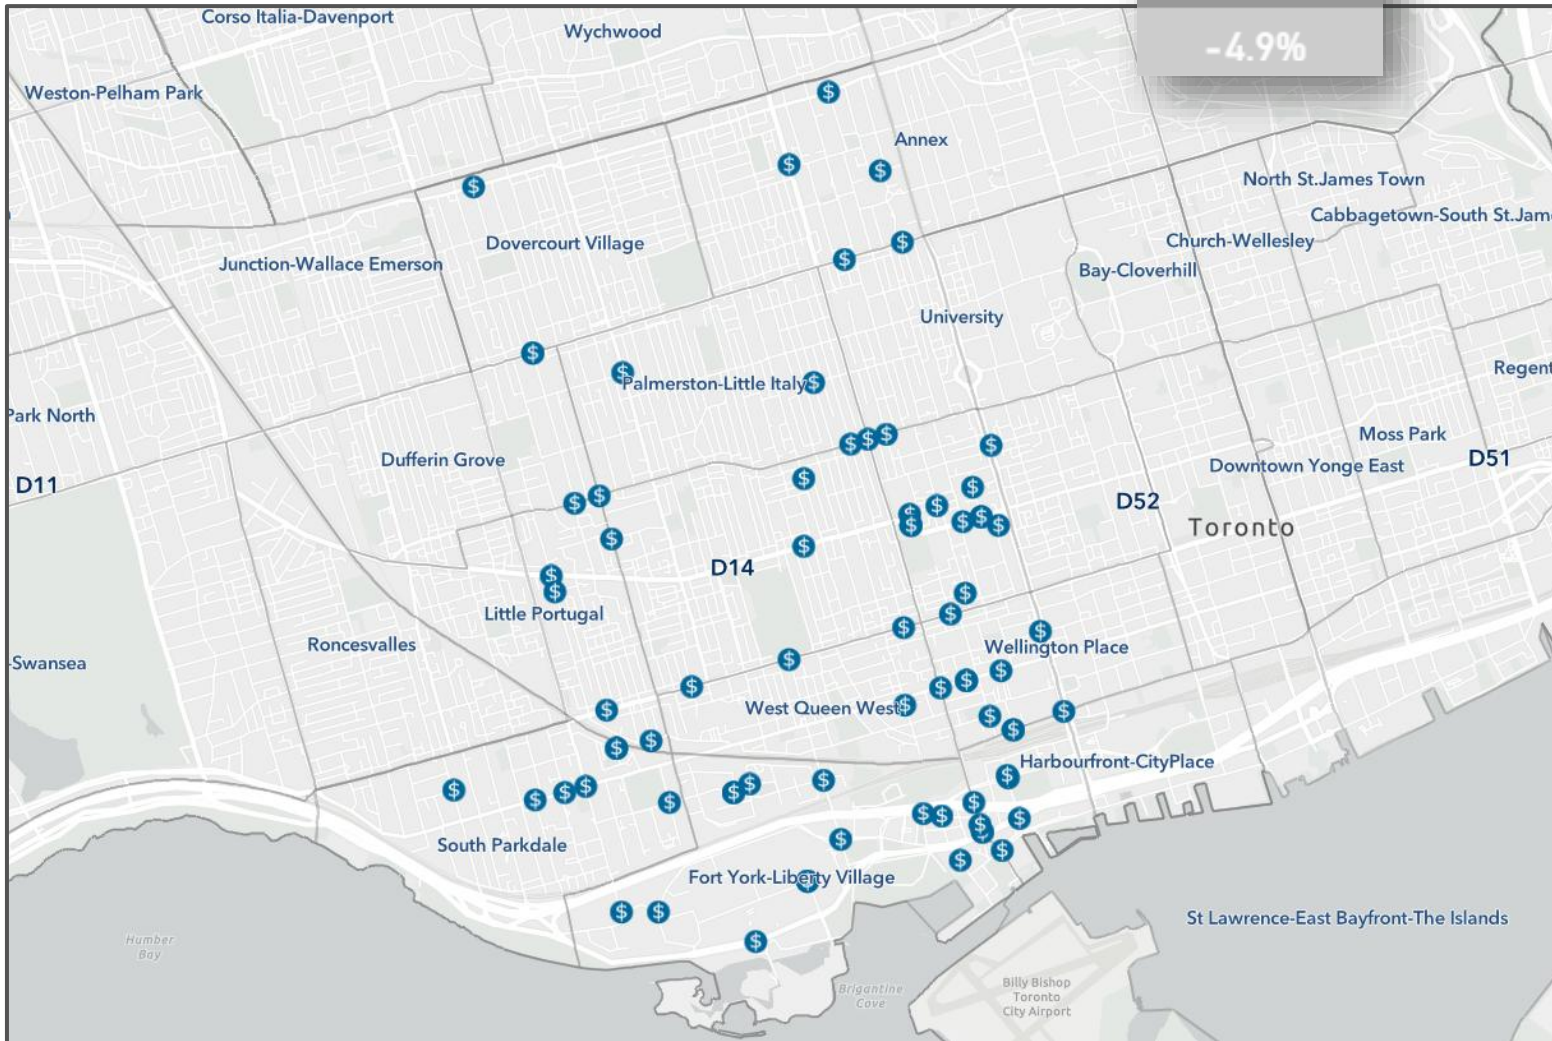 Corso Italia-Davenport
Wychwood
-4.9%
Weston-Pelham Park
Annex
North St.James Town
Cabbagetown-South St.Jam
Church-Wellesley
Dovercourt Village
Junction-Wallace Emerson
Bay-Cloverhill
University
Regent
Palmerston-Little Italy
Park North
Moss Park
Dufferin Grove
Downtown Yonge East
D51
D11
D52
Toronto
D14
Little Portugal
Roncesvalles
Wellington Place
-Swansea
West Queen West
Harbourfront-CityPlace
South Parkdale
Fort York-Liberty Village
St Lawrence-East Bayfront-The Islands
Humber
Bay
Brigantine
Cove
Billy Bishop
Toronto
City Airport